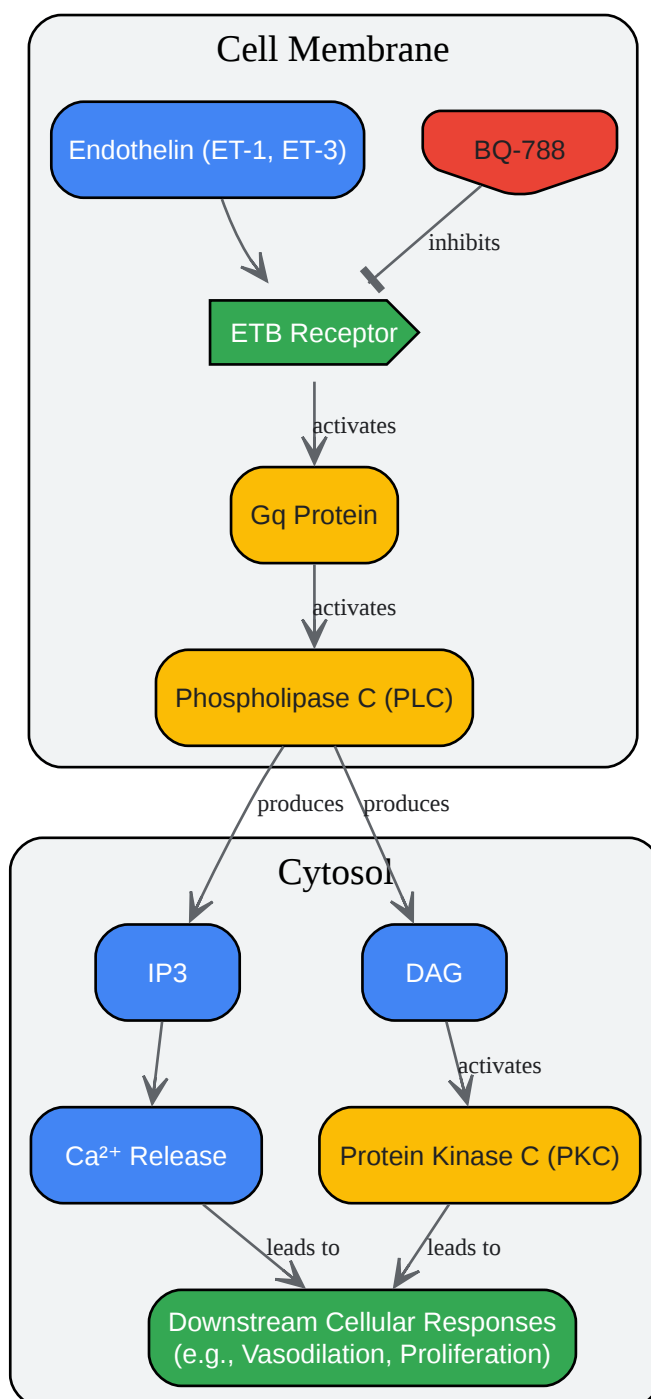 Cell Membrane
Endothelin (ET-1, ET-3)
BQ-788
inhibits
ETB Receptor
activates
Gq Protein
activates
Phospholipase C (PLC)
produces
produces
Cytosol
IP3
DAG
activates
Ca²⁺ Release
Protein Kinase C (PKC)
leads to
leads to
Downstream Cellular Responses
(e.g., Vasodilation, Proliferation)